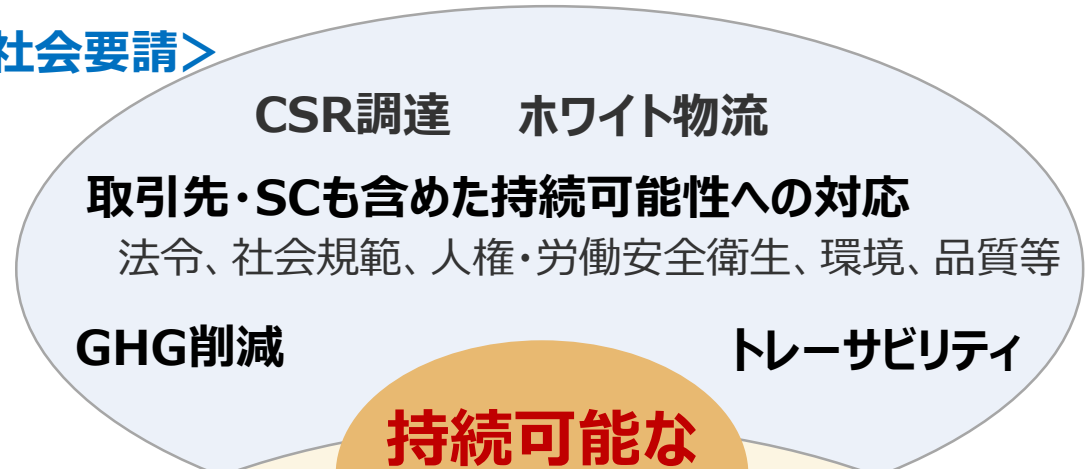 社会要請＞
CSR調達 ホワイト物流
取引先・SCも含めた持続可能性への対応
法令、社会規範、人権・労働安全衛生、環境、品質等
GHG削減 トレーサビリティ
持続可能な